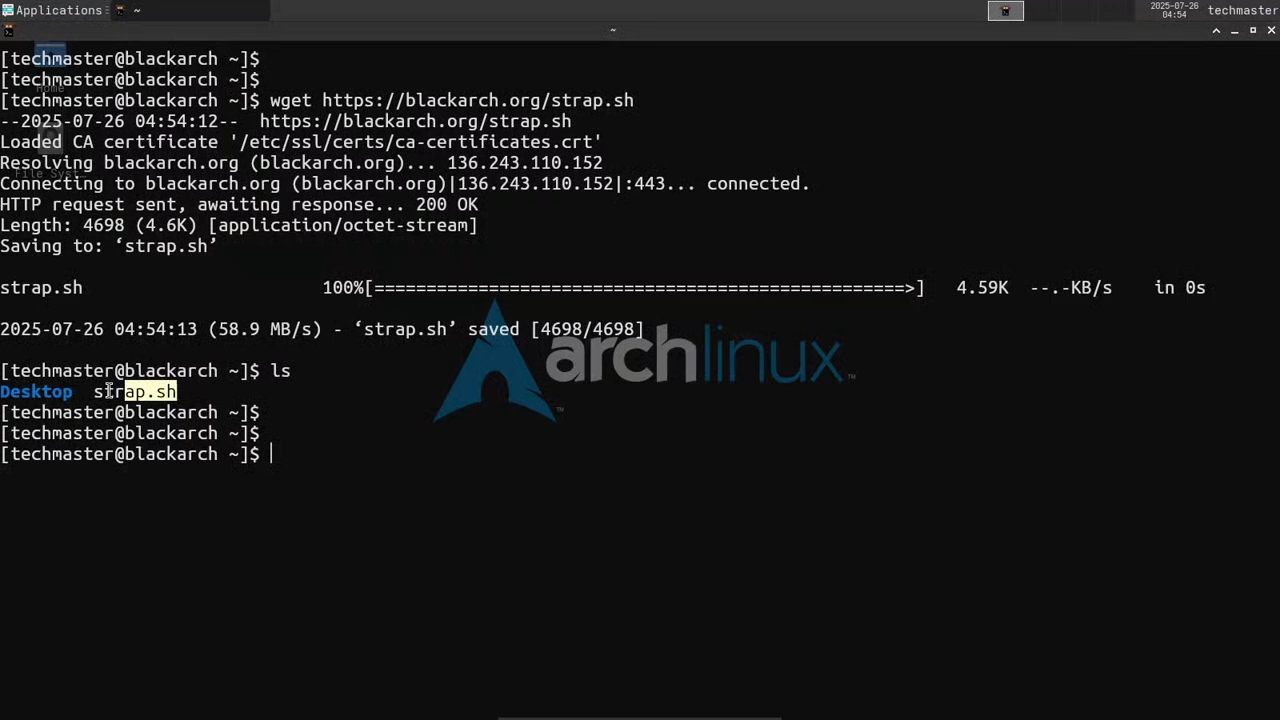 Applications
~
2025-07-26
04:54
techmaster
~
[techmaster@blackarch ~]$
Home
[techmaster@blackarch ~]$
[techmaster@blackarch ~]$ wget https://blackarch.org/strap.sh
--2025-07-26 04:54:12--  https://blackarch.org/strap.sh
Loaded CA certificate '/etc/ssl/certs/ca-certificates.crt'
Resolving blackarch.org (blackarch.org)... 136.243.110.152
File Syst
Connecting to blackarch.org (blackarch.org)|136.243.110.152|:443... connected.
HTTP request sent, awaiting response... 200 OK
Length: 4698 (4.6K) [application/octet-stream]
Saving to: ‘strap.sh’
strap.sh                       100%[===================================================>]   4.59K  --.-KB/s    in 0s
2025-07-26 04:54:13 (58.9 MB/s) - ‘strap.sh’ saved [4698/4698]
archlinux™
™
[techmaster@blackarch ~]$ ls
Desktop  strap.sh
[techmaster@blackarch ~]$
[techmaster@blackarch ~]$
[techmaster@blackarch ~]$